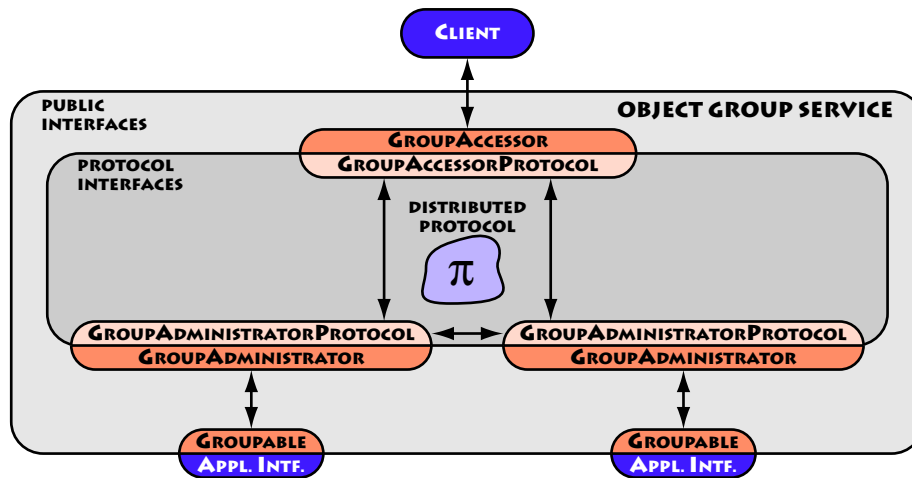 CLIENT
PUBLIC
INTERFACES
OBJECT GROUP SERVICE
GROUPACCESSOR
GROUPACCESSORPROTOCOL
PROTOCOL
INTERFACES
DISTRIBUTED
PROTOCOL
π
GROUPADMINISTRATORPROTOCOL
GROUPADMINISTRATOR
GROUPADMINISTRATORPROTOCOL
GROUPADMINISTRATOR
GROUPABLE
APPL. INTF.
GROUPABLE
APPL. INTF.